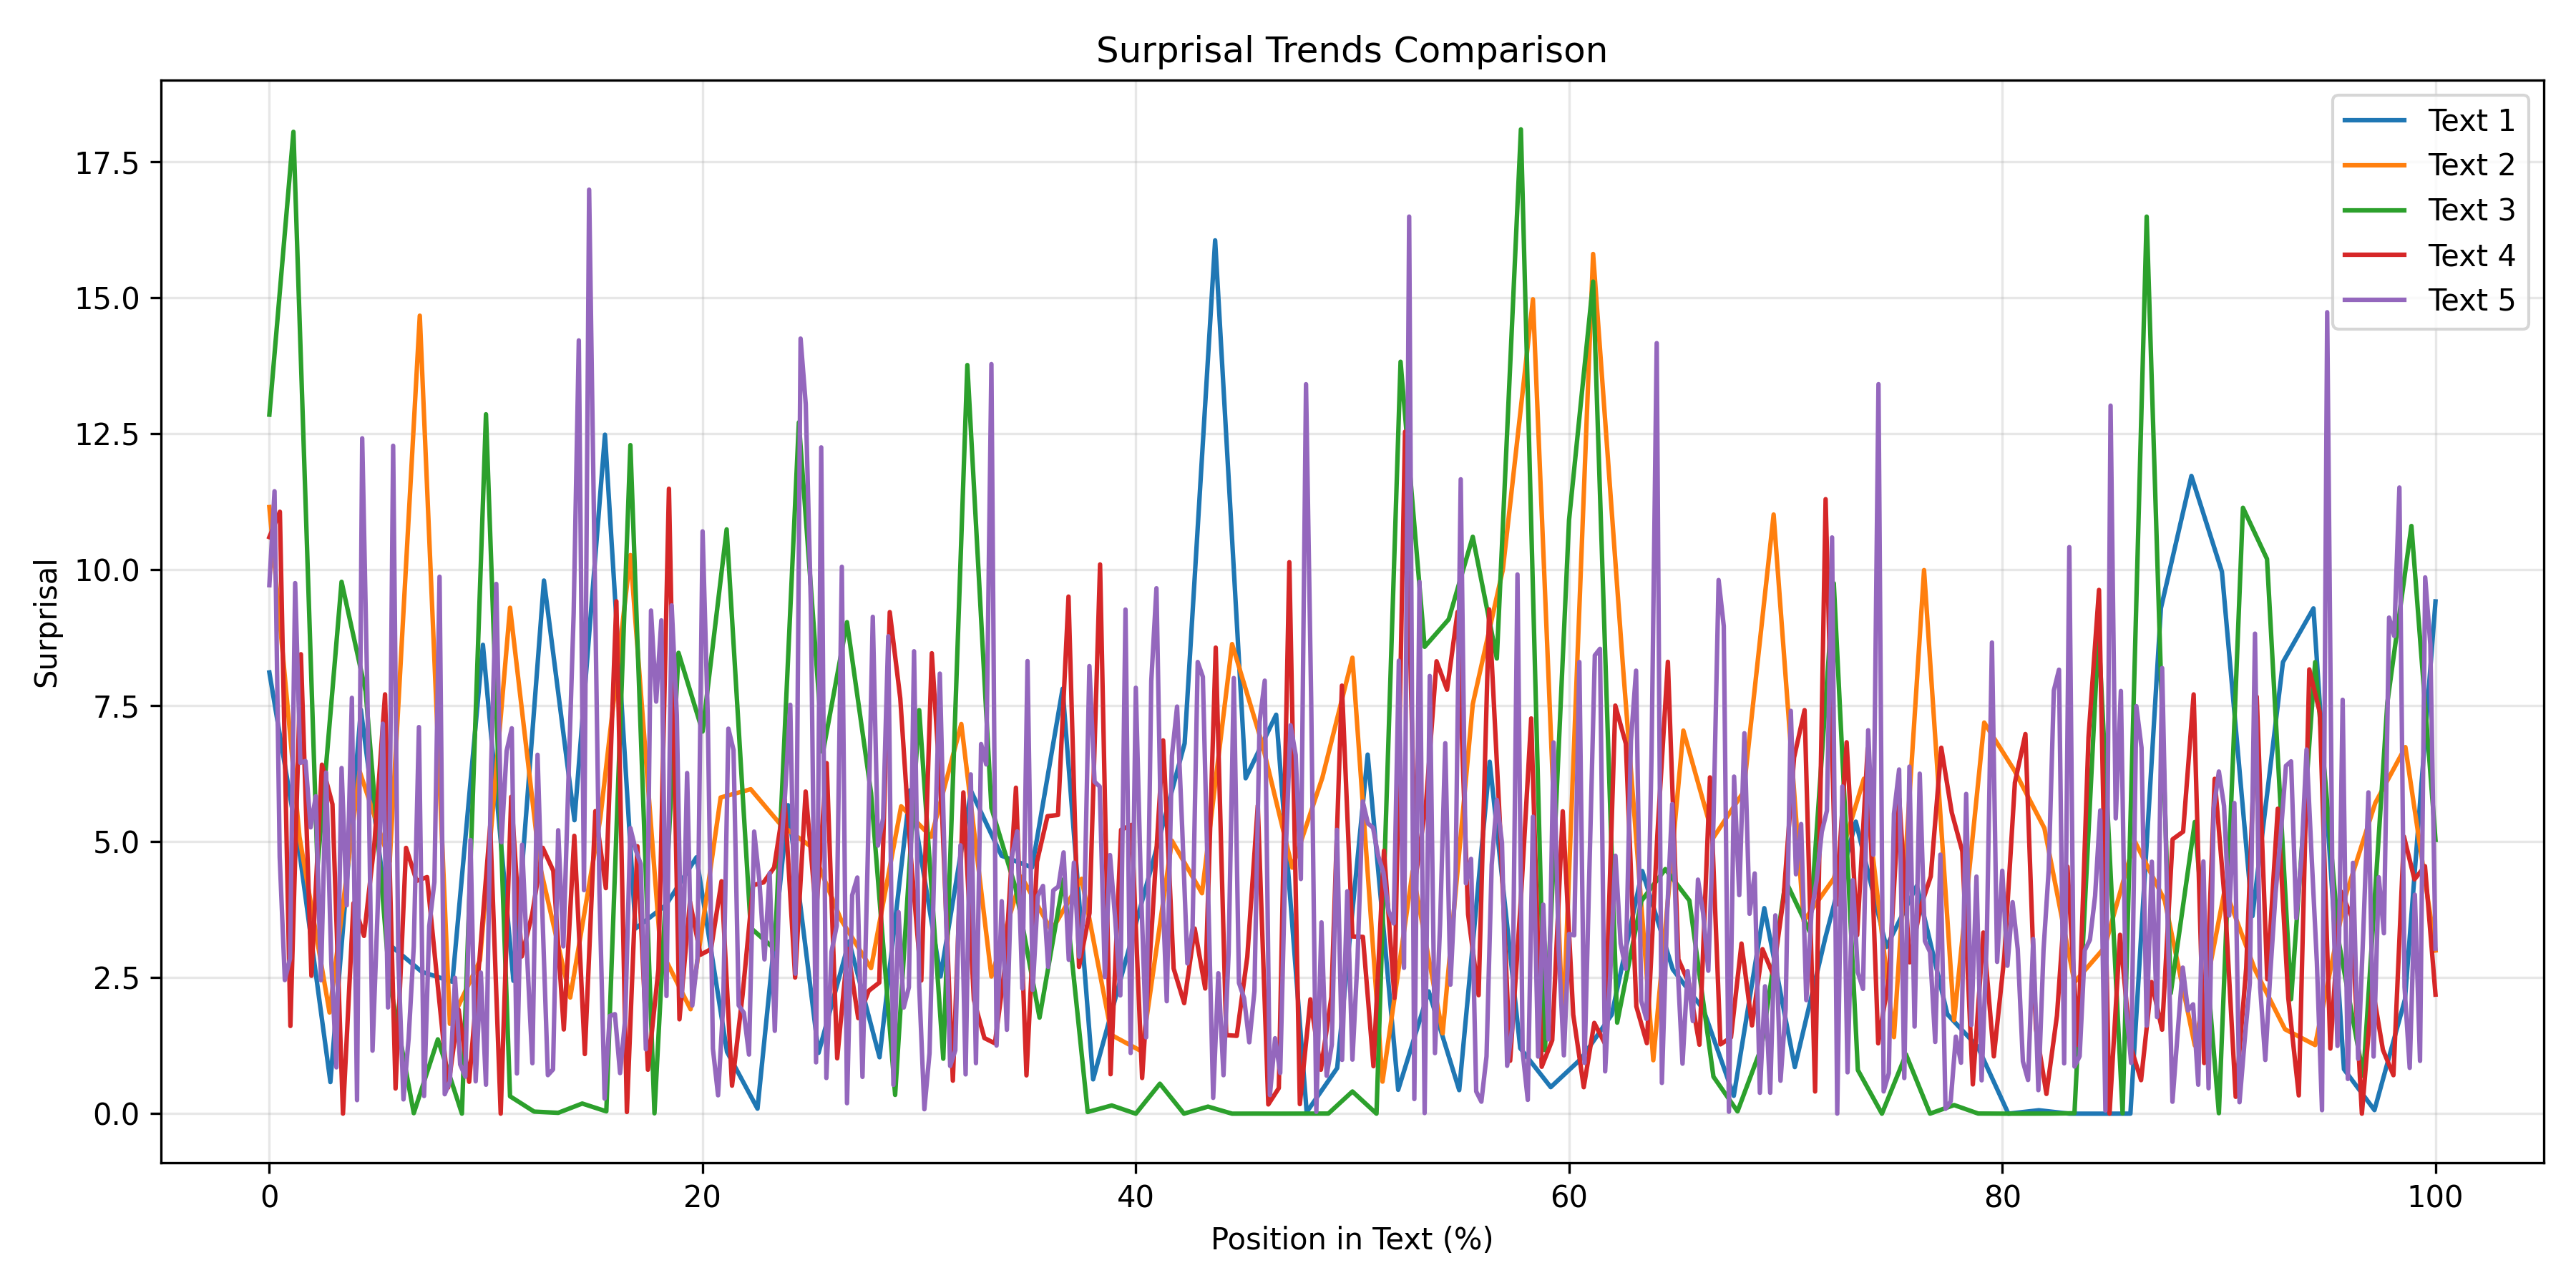 Surprisal Trends Comparison
Text 1
Text 2
Text 3
Text 4
Text 5
17.5
15.0
12.5
10.0
7.5
5.0
2.5
0.0
Surprisal
0 20 40 60 80 100
Position in Text (%)